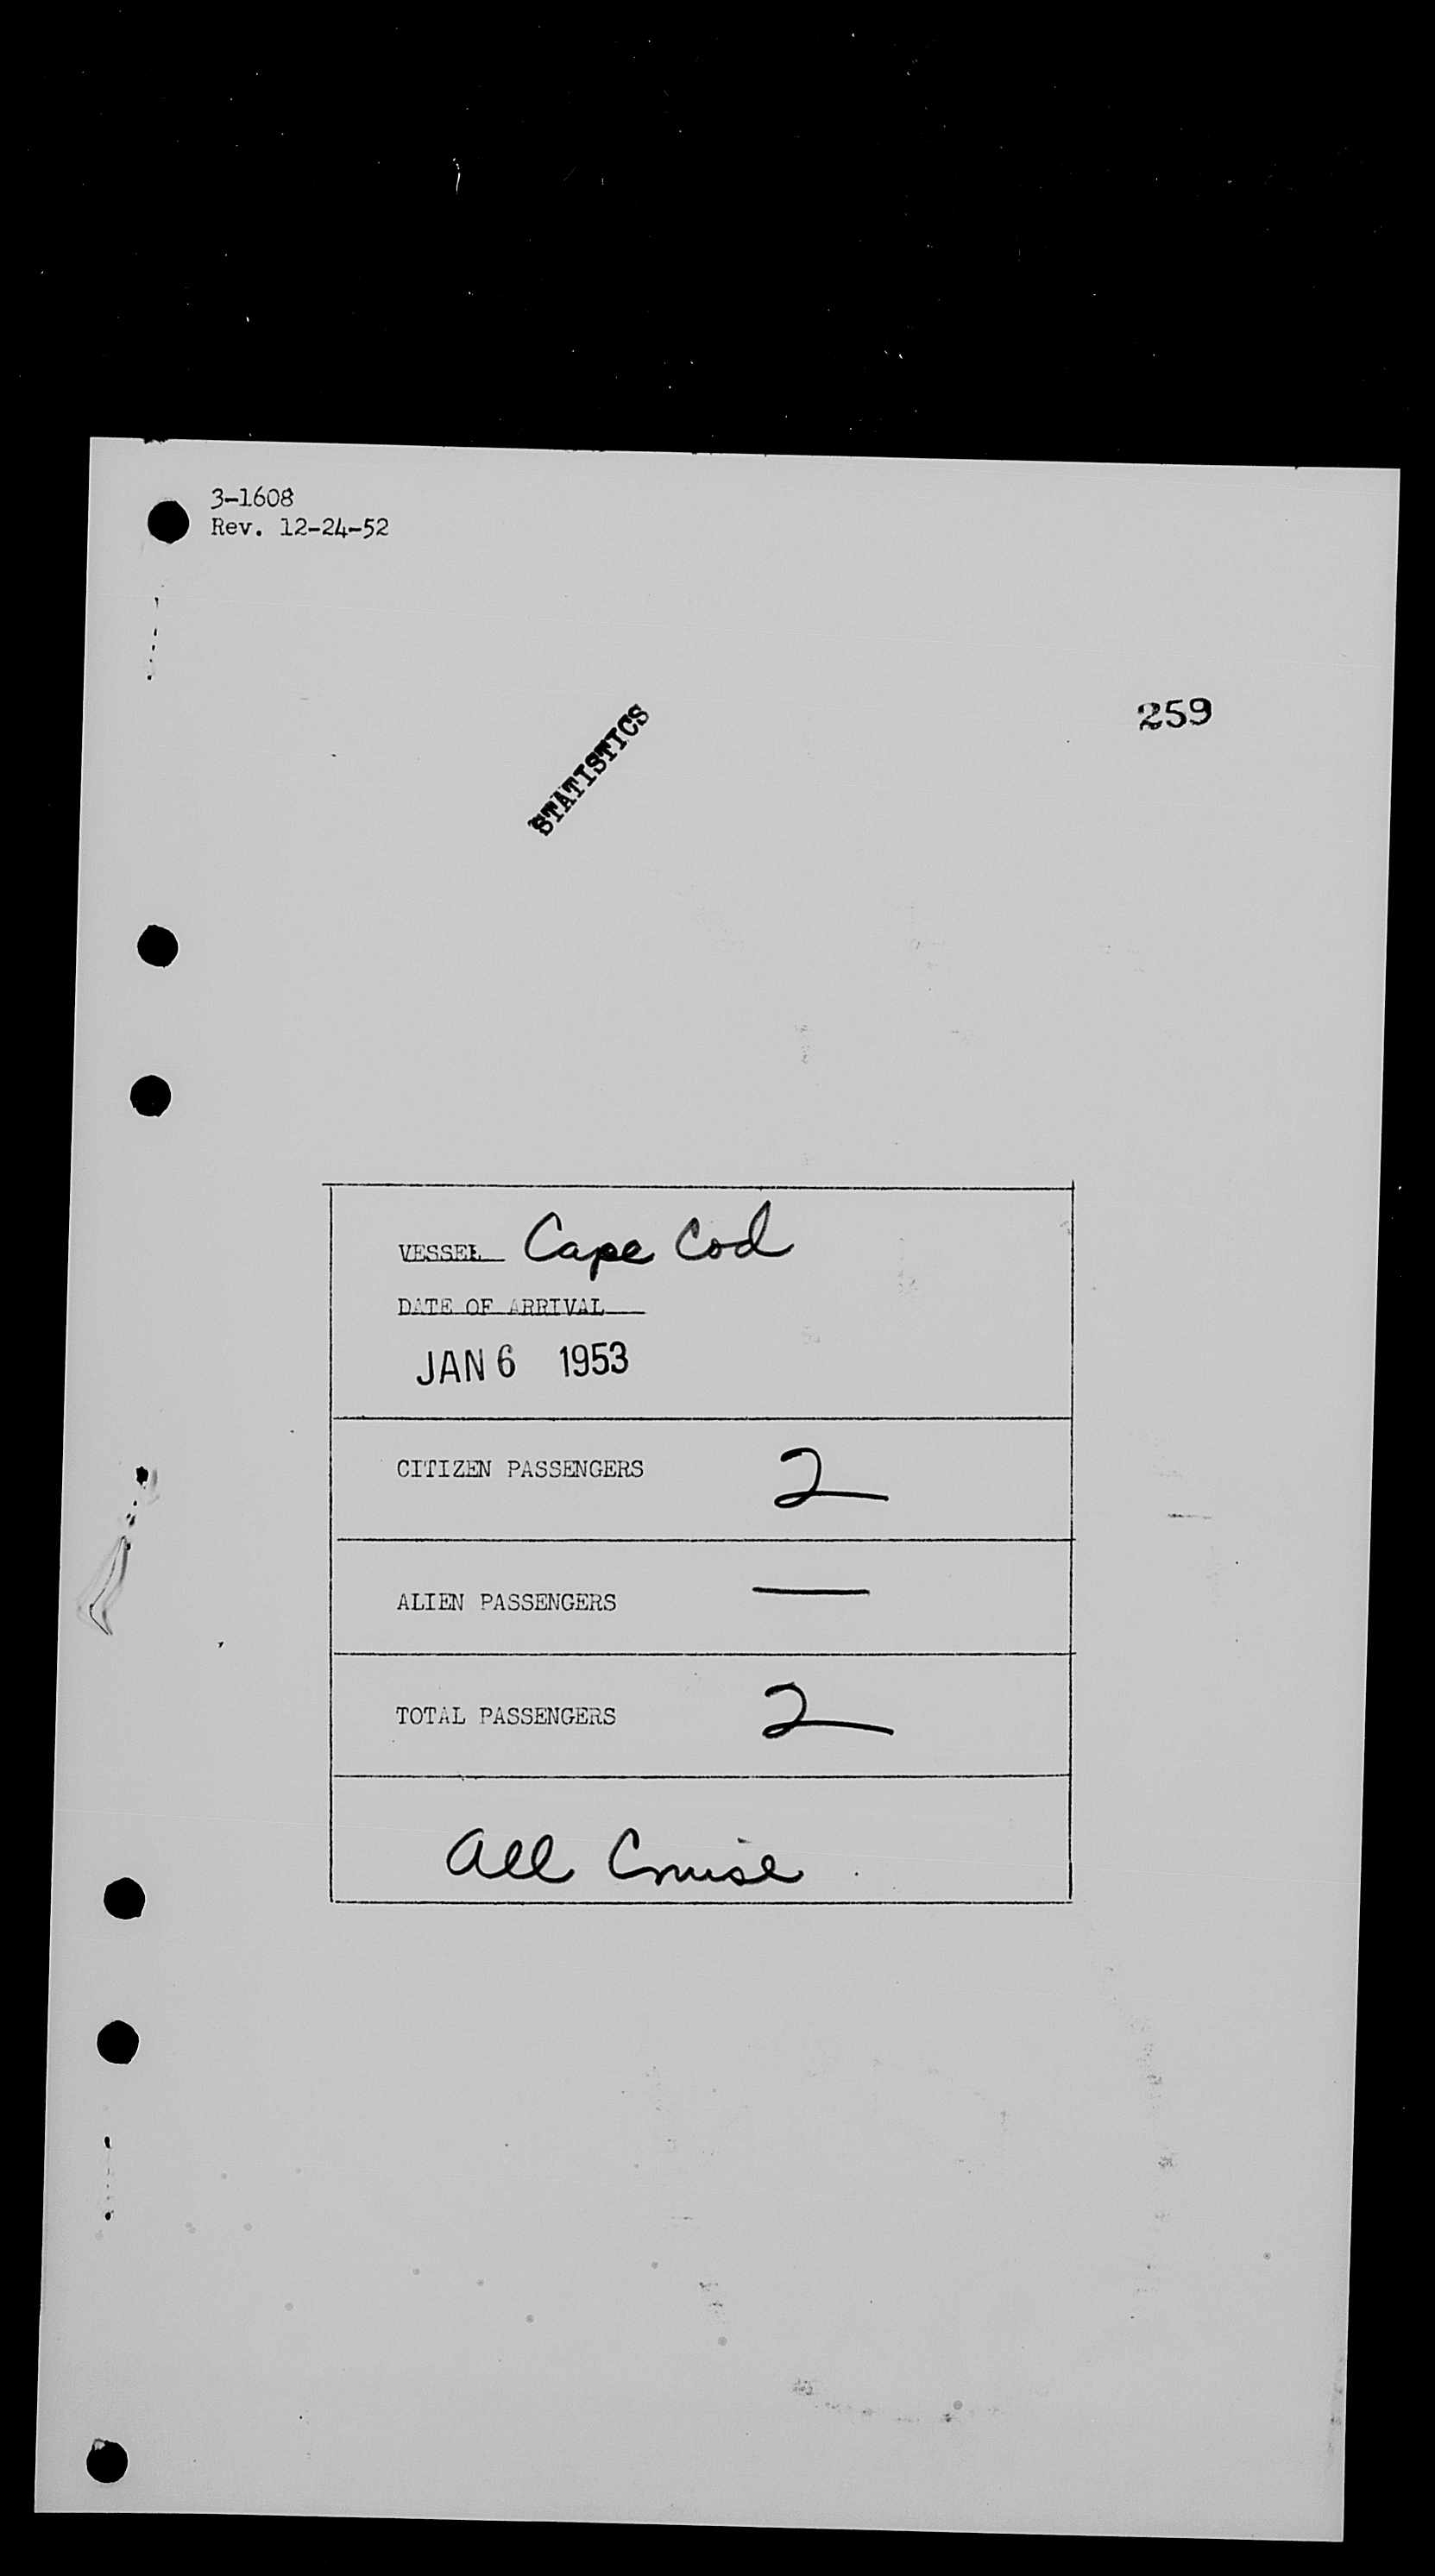 3-1608
Rev. 12-24-52
259
STATISTICS
VESSEL Cape Cod
DATE OF ARRIVAL
JAN 6 1953
CITIZEN PASSENGERS 2
ALIEN PASSENGERS —
TOTAL PASSENGERS 2
All Cruise